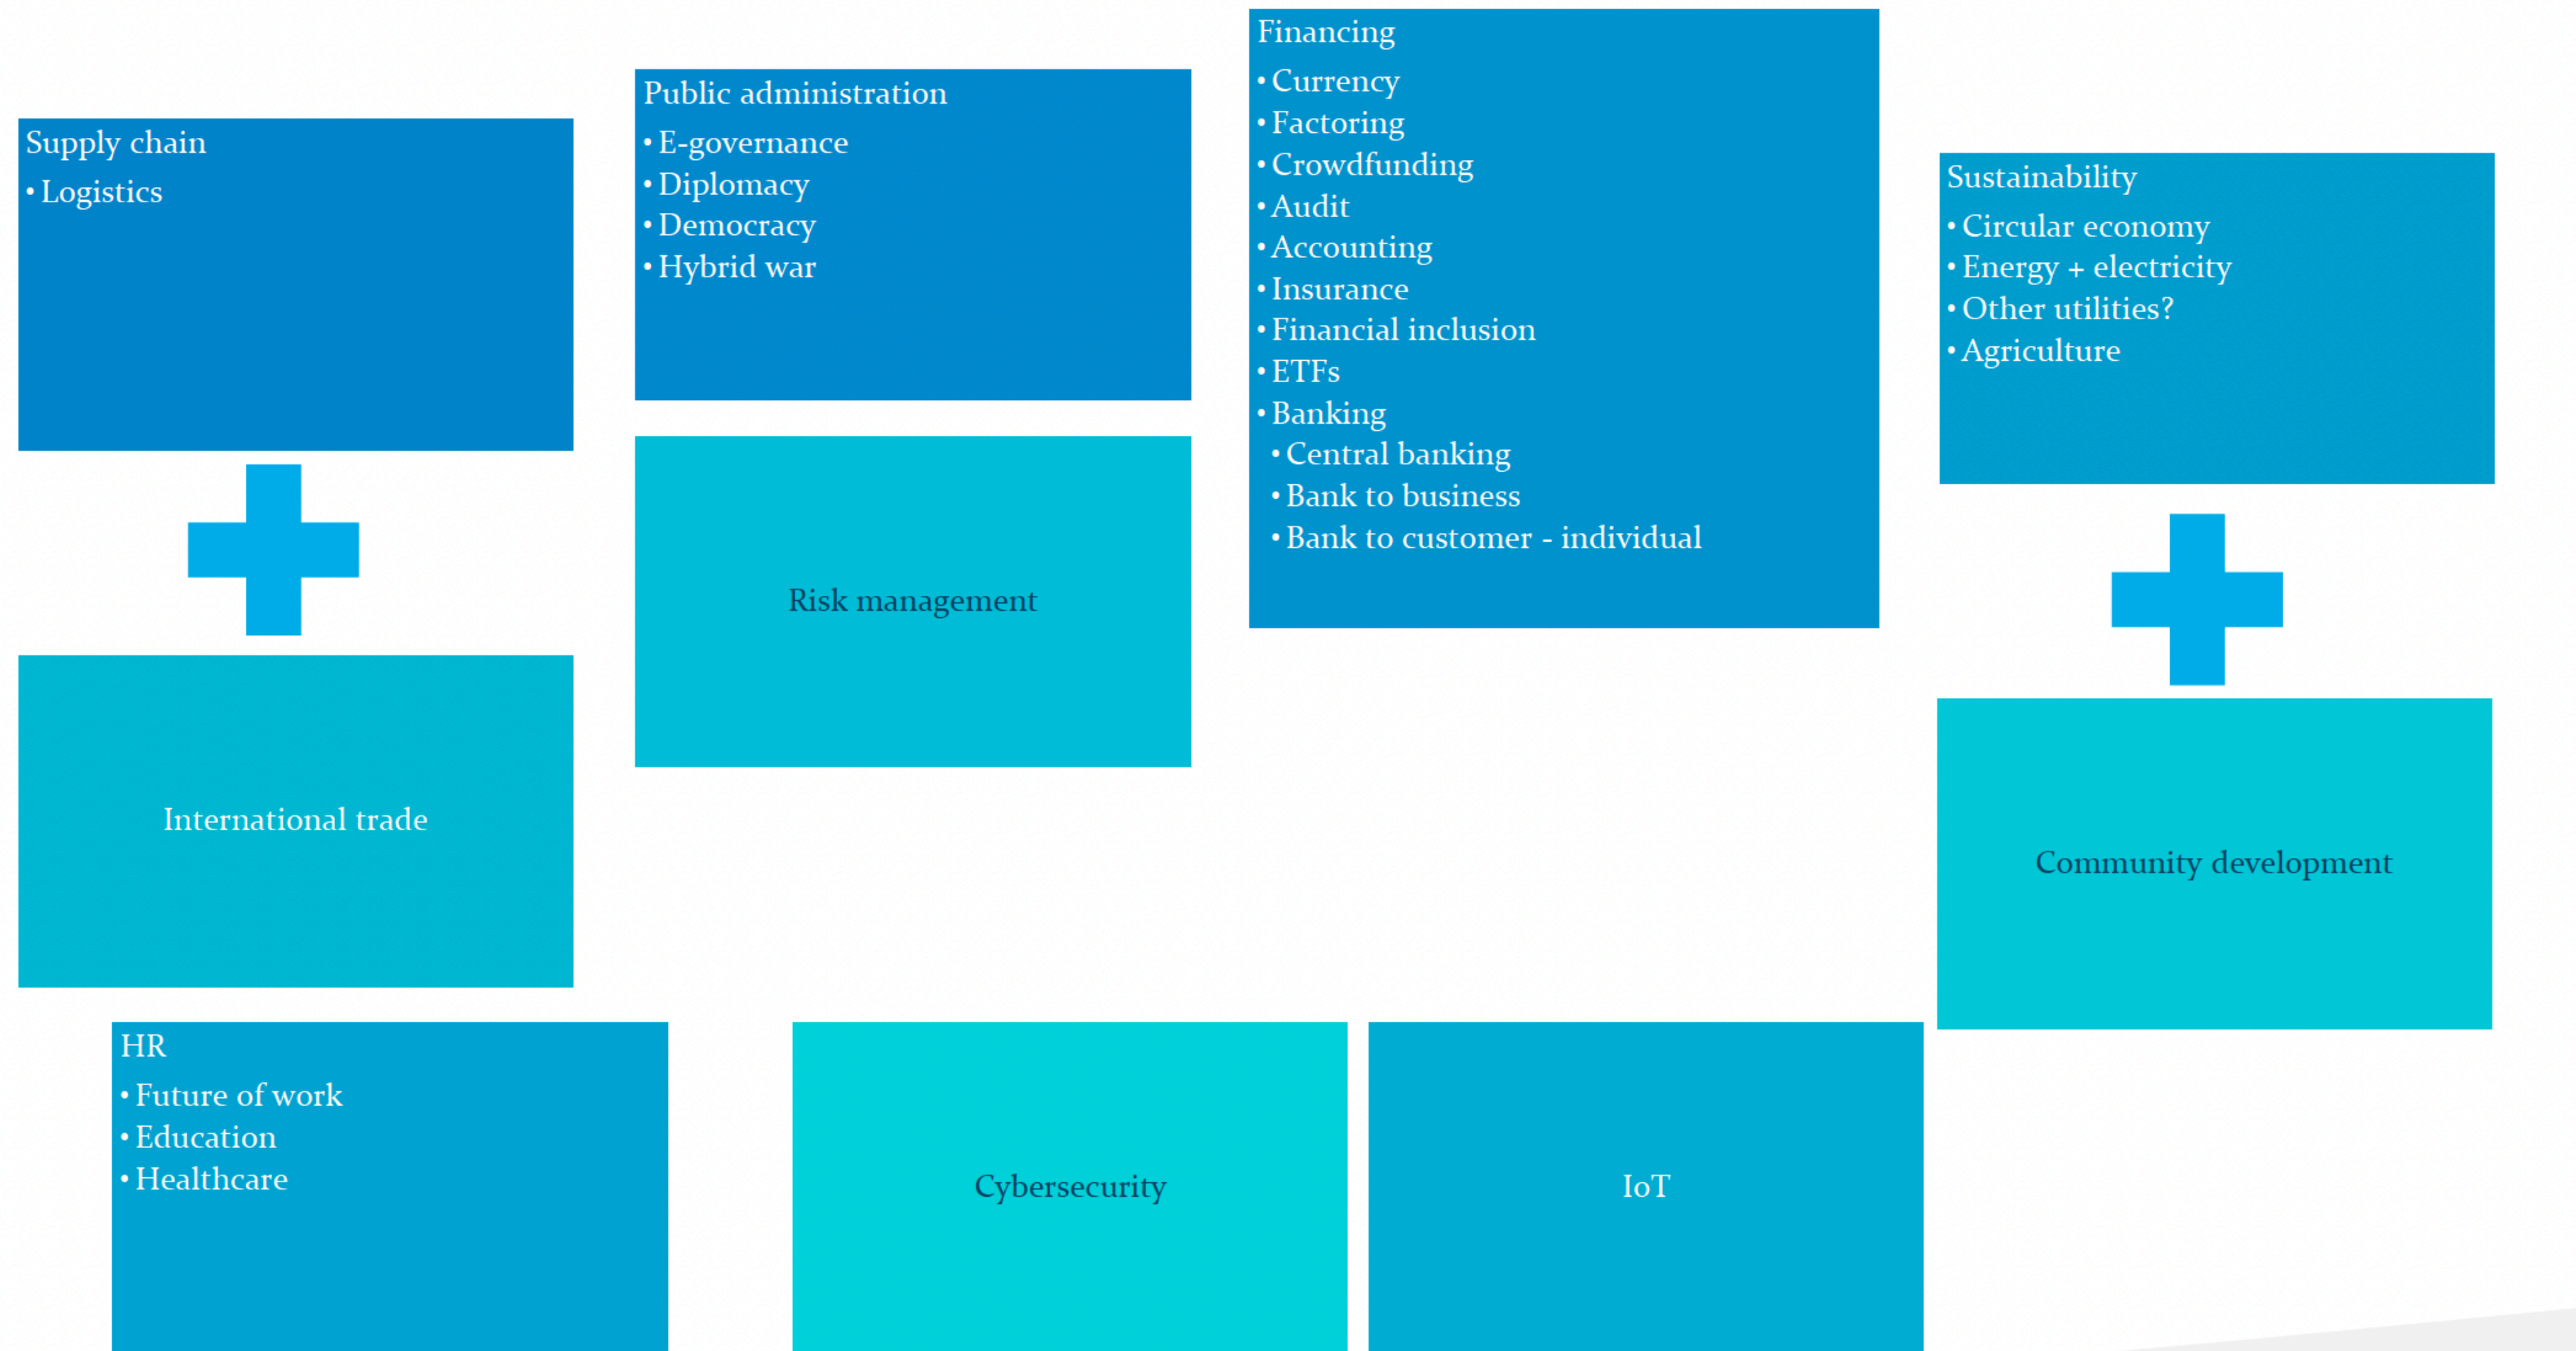 Supply chain
• Logistics
Public administration
• E-governance
• Diplomacy
• Democracy
• Hybrid war
Financing
• Currency
• Factoring
• Crowdfunding
• Audit
• Accounting
• Insurance
• Financial inclusion
• ETFs
• Banking
• Central banking
• Bank to business
• Bank to customer - individual
Sustainability
• Circular economy
• Energy + electricity
• Other utilities?
• Agriculture
International trade
Risk management
Community development
HR
• Future of work
• Education
• Healthcare
Cybersecurity
IoT